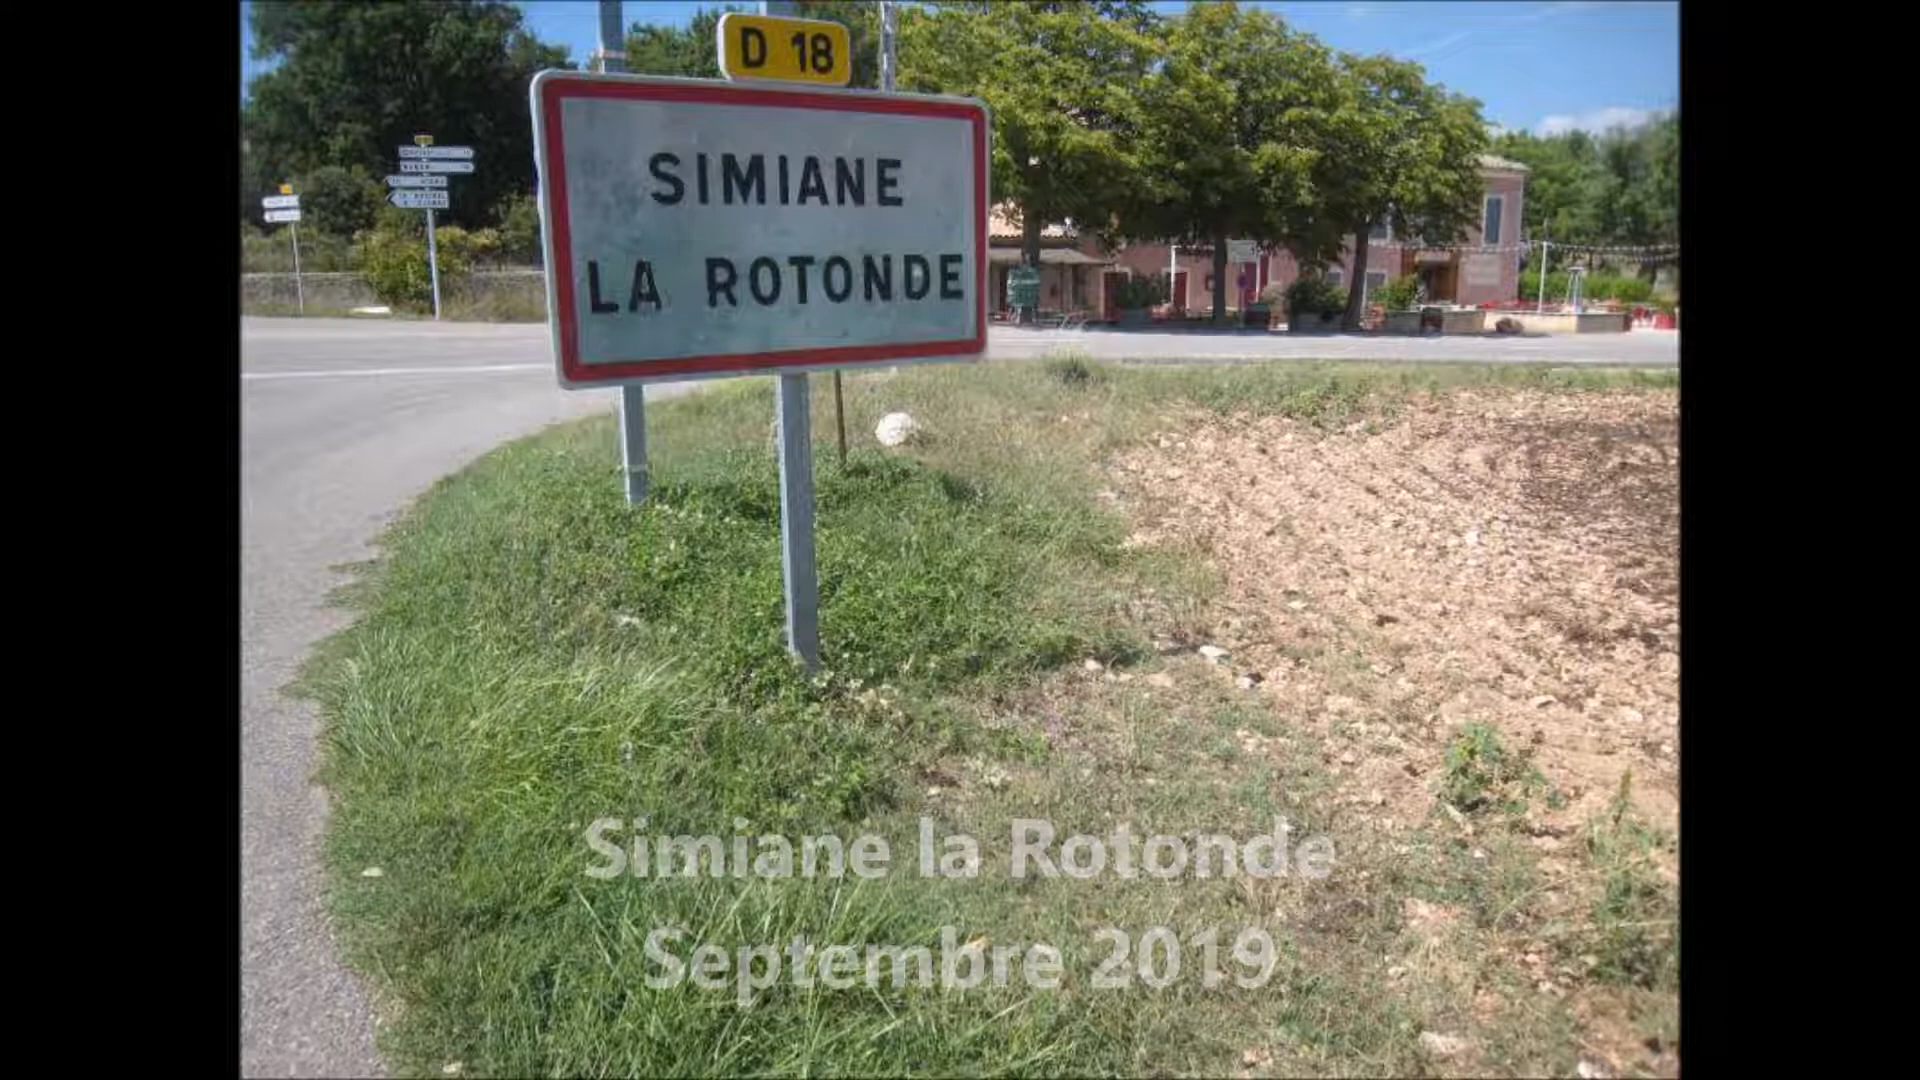 D 18
SIMIANE
LA ROTONDE
Simiane la Rotonde
Septembre 2019